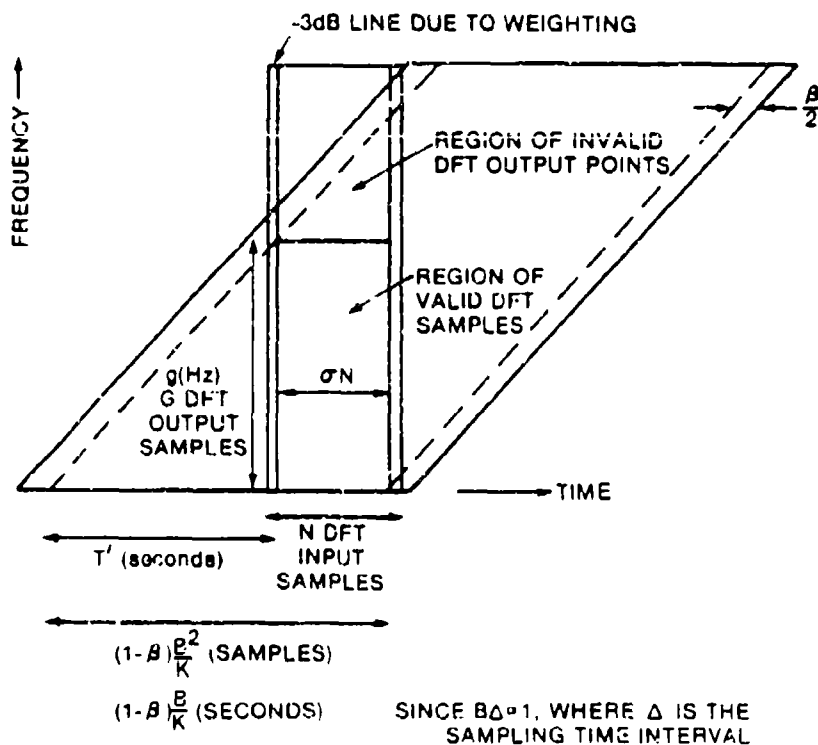 -3dB LINE DUE TO WEIGHTING
FREQUENCY
β/2
REGION OF INVALID
DFT OUTPUT POINTS
REGION OF
VALID DFT
SAMPLES
g(Hz)
G DFT
OUTPUT
SAMPLES
σN
TIME
T′ (seconds)
N DFT
INPUT
SAMPLES
(1-β) B²/K (SAMPLES)
(1-β) B/K (SECONDS)
SINCE BΔ=1, WHERE Δ IS THE
SAMPLING TIME INTERVAL